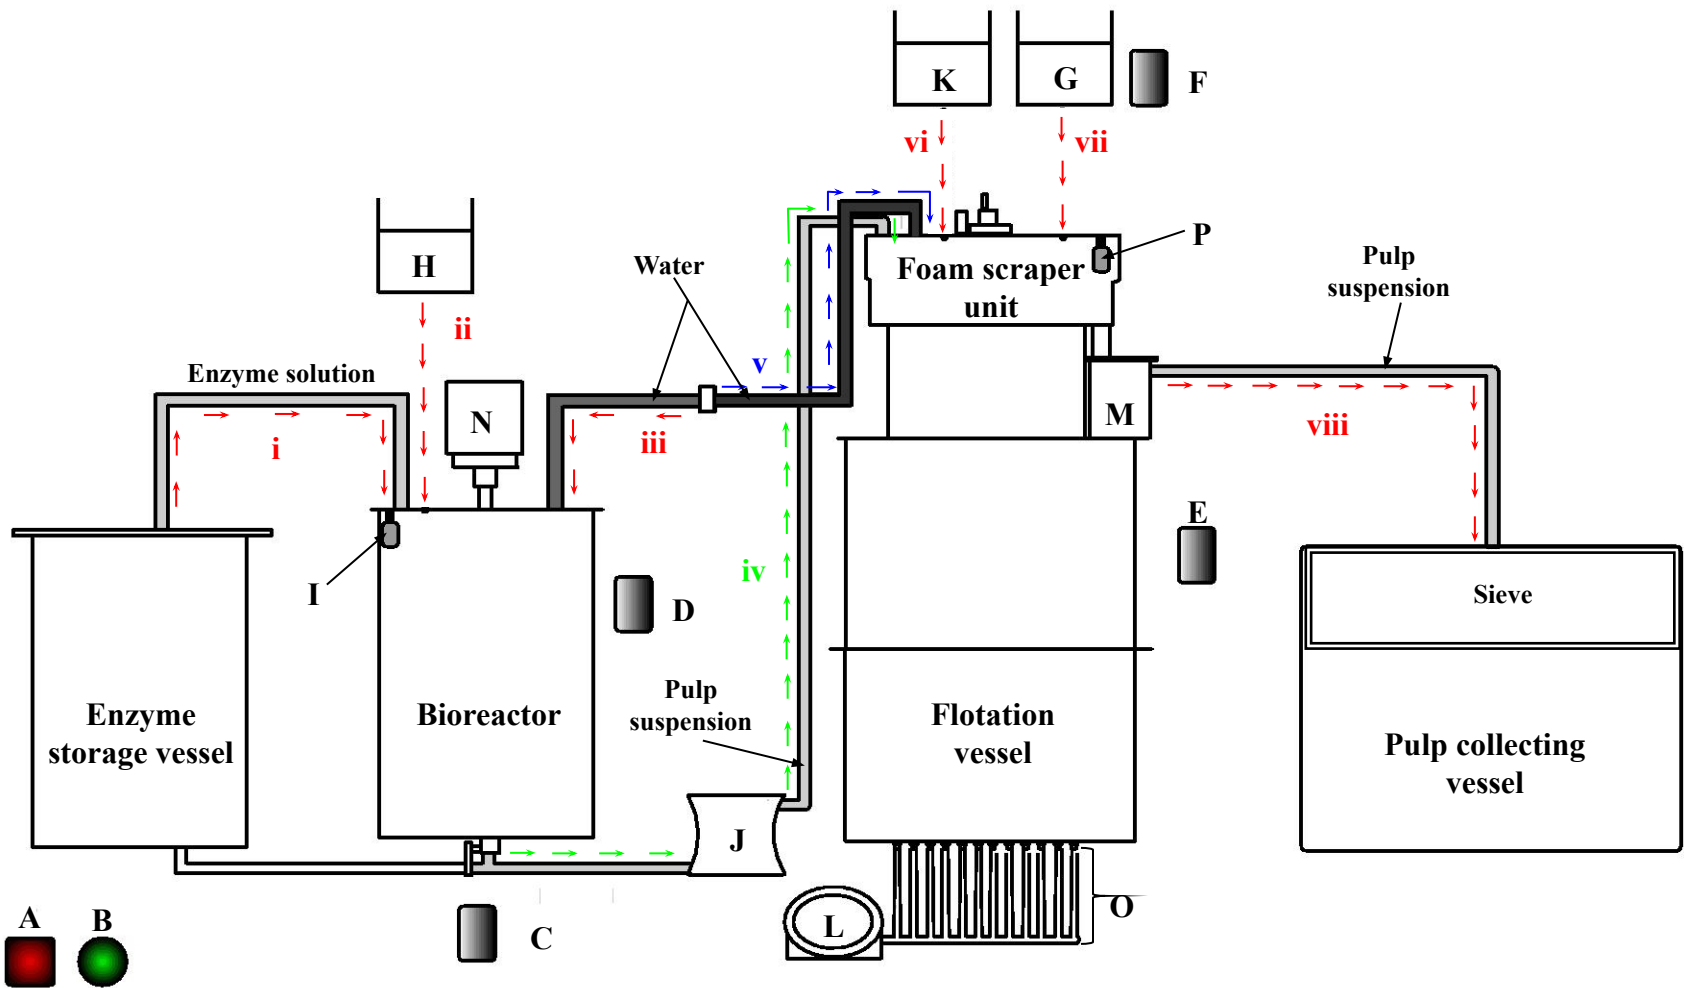 K
G
F
vi
vii
P
H
Water
Foam scraper
unit
Pulp
suspension
ii
v
Enzyme solution
N
M
i
iii
viii
E
I
iv
D
Sieve
Pulp
suspension
Enzyme
storage vessel
Bioreactor
Flotation
vessel
Pulp collecting
vessel
J
O
A
B
C
L